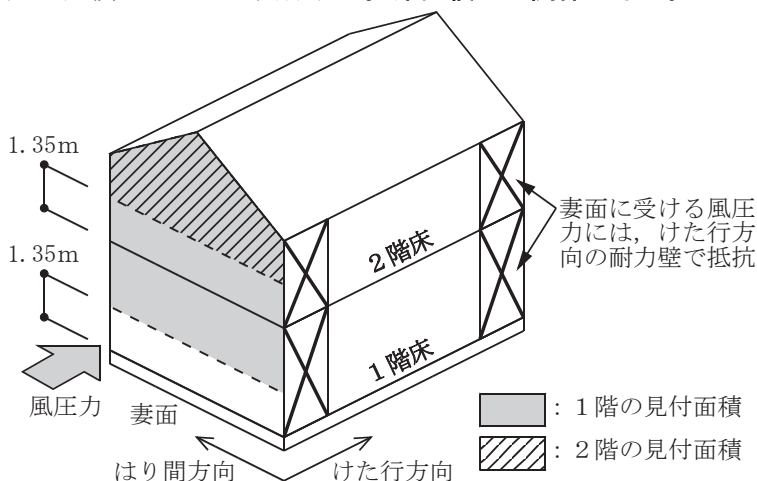 1.35m
1.35m
2階床
1階床
妻面に受ける風圧
力には，けた行方
向の耐力壁で抵抗
風圧力
妻面
はり間方向
けた行方向
：1階の見付面積
：2階の見付面積